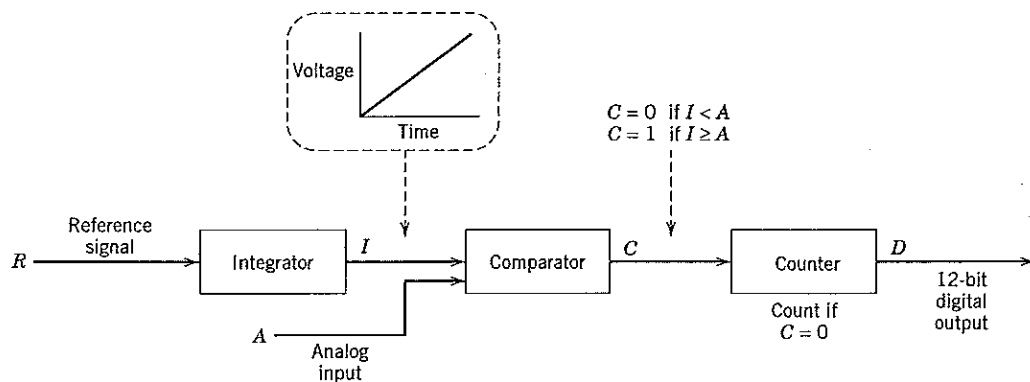 Voltage
Time
C = 0 if I < A
C = 1 if I ≥ A
Reference
signal
R
Integrator
I
Comparator
C
Counter
D
12-bit
digital
output
Count if
C = 0
A
Analog
input